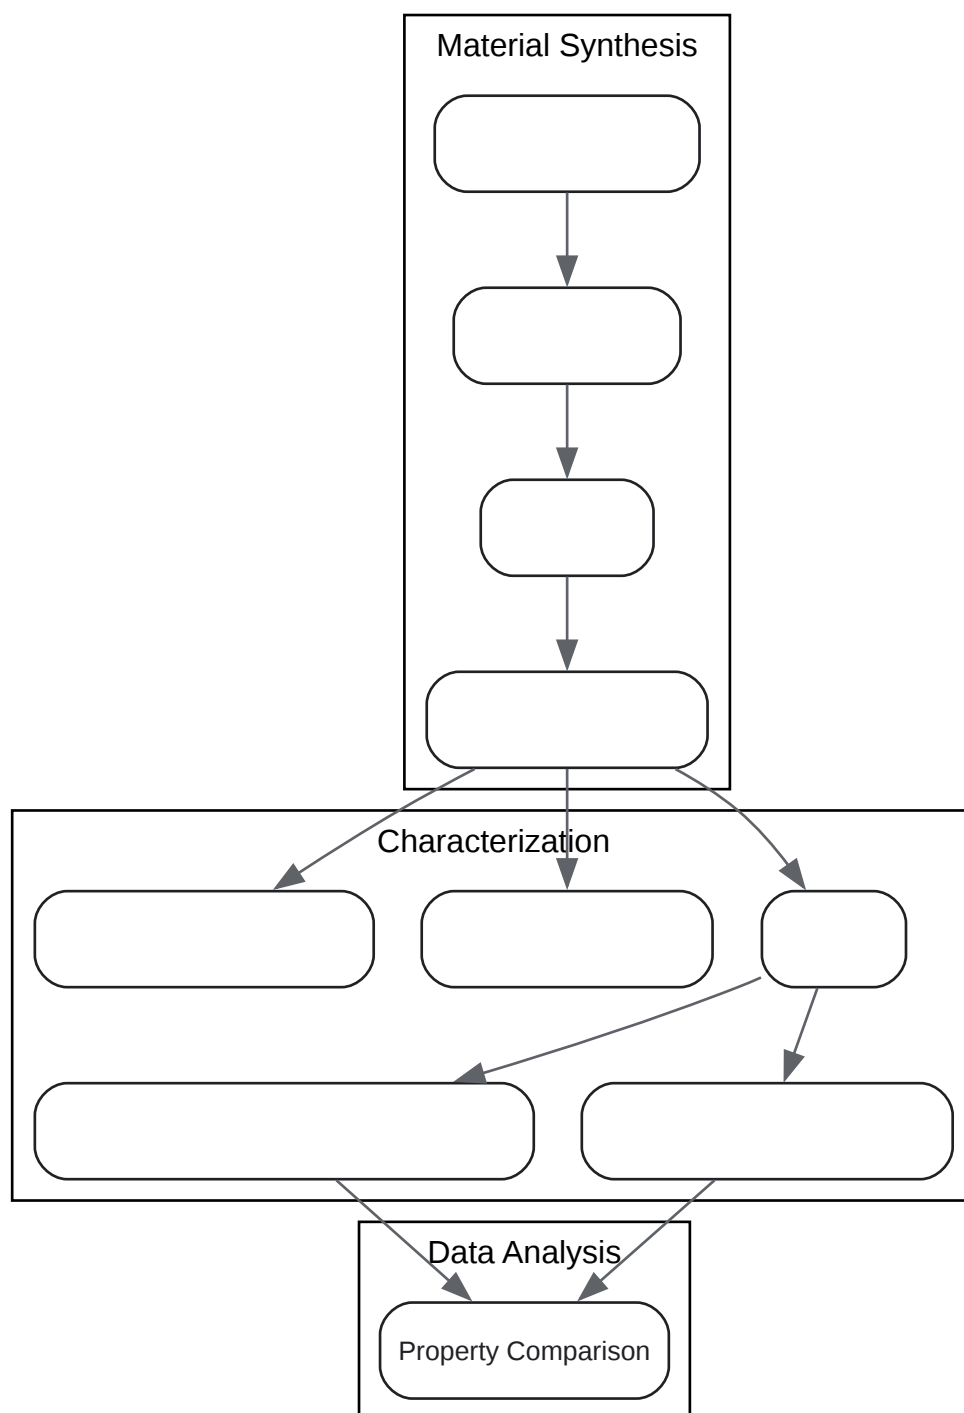 Material Synthesis
Characterization
Data Analysis
Property Comparison